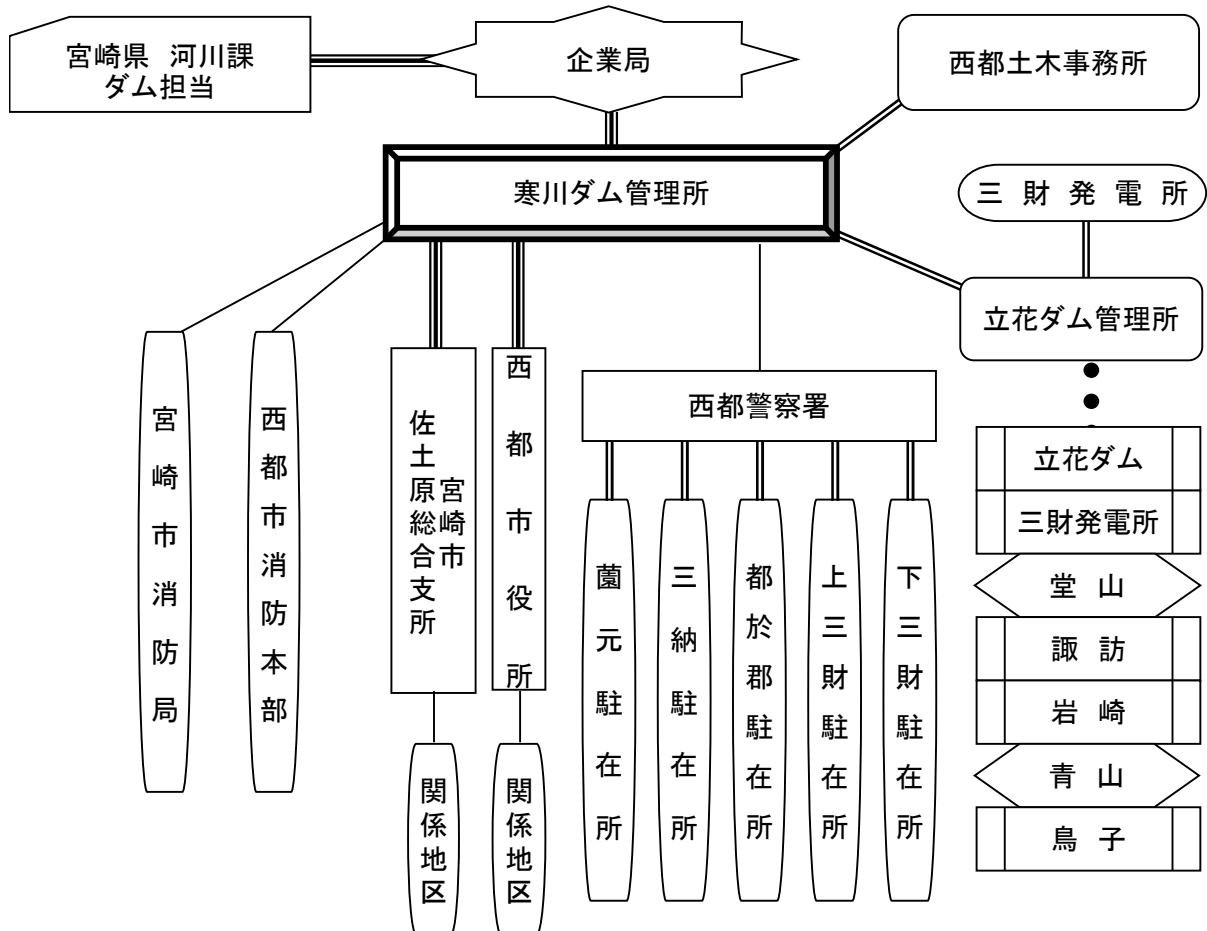 宮崎県 河川課
ダム担当
企業局
西都土木事務所
寒川ダム管理所
三財発電所
立花ダム管理所
宮崎市消防局
西都市消防本部
宮崎市
佐土原総合支所
西都市役所
西都警察署
立花ダム
三財発電所
堂山
諏訪
岩崎
青山
鳥子
薗元駐在所
三納駐在所
都於郡駐在所
上三財駐在所
下三財駐在所
関係地区
関係地区